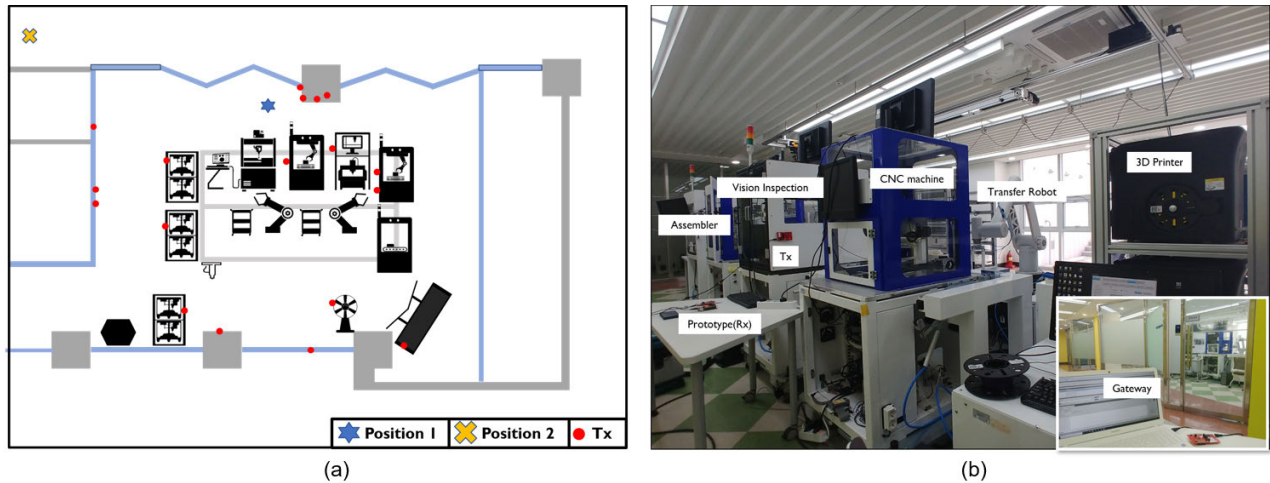 Position 1
Position 2
Tx
(a)
3D Printer
CNC machine
Vision Inspection
Transfer Robot
Assembler
Tx
Prototype(Rx)
Gateway
(b)